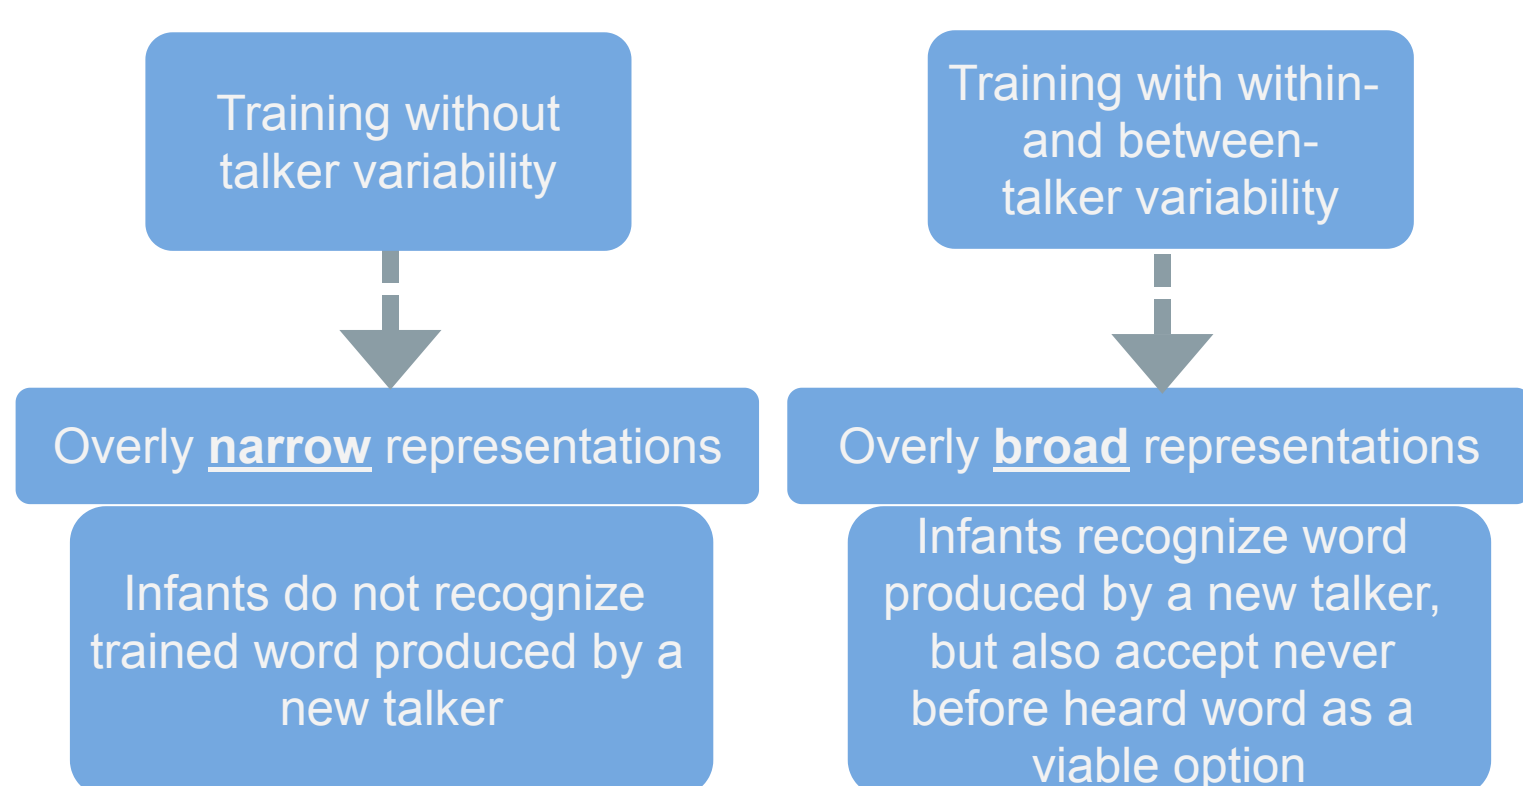 Training without
talker variability
Training with within-
and between-
talker variability
Overly narrow representations
Overly broad representations
Infants do not recognize
trained word produced by a
new talker
Infants recognize word
produced by a new talker,
but also accept never
before heard word as a
viable option